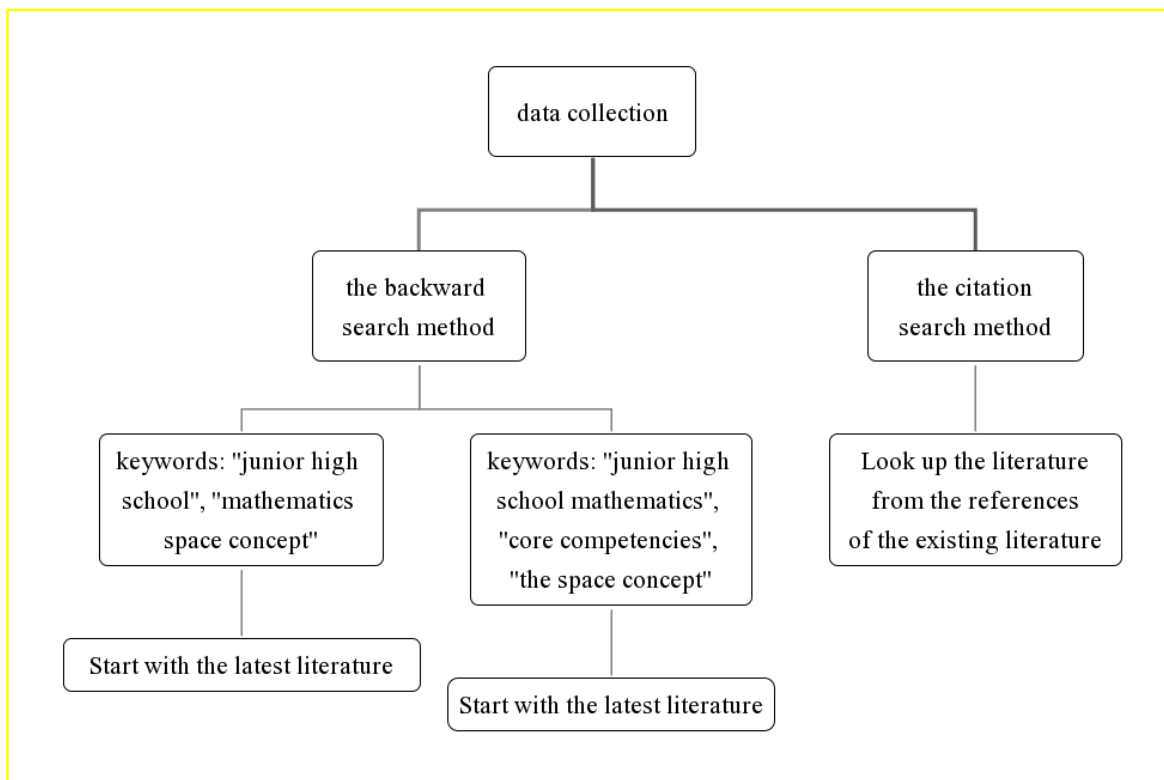 data collection
the backward
search method
the citation
search method
keywords: "junior high
school", "mathematics
space concept"
keywords: "junior high
school mathematics",
"core competencies",
"the space concept"
Look up the literature
from the references
of the existing literature
Start with the latest literature
Start with the latest literature